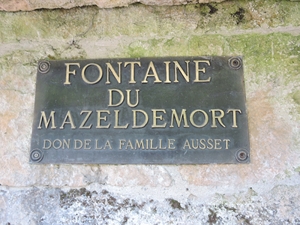 FONTAINE
DU
MAZELDEMORT
DON DE LA FAMILLE AUSSET